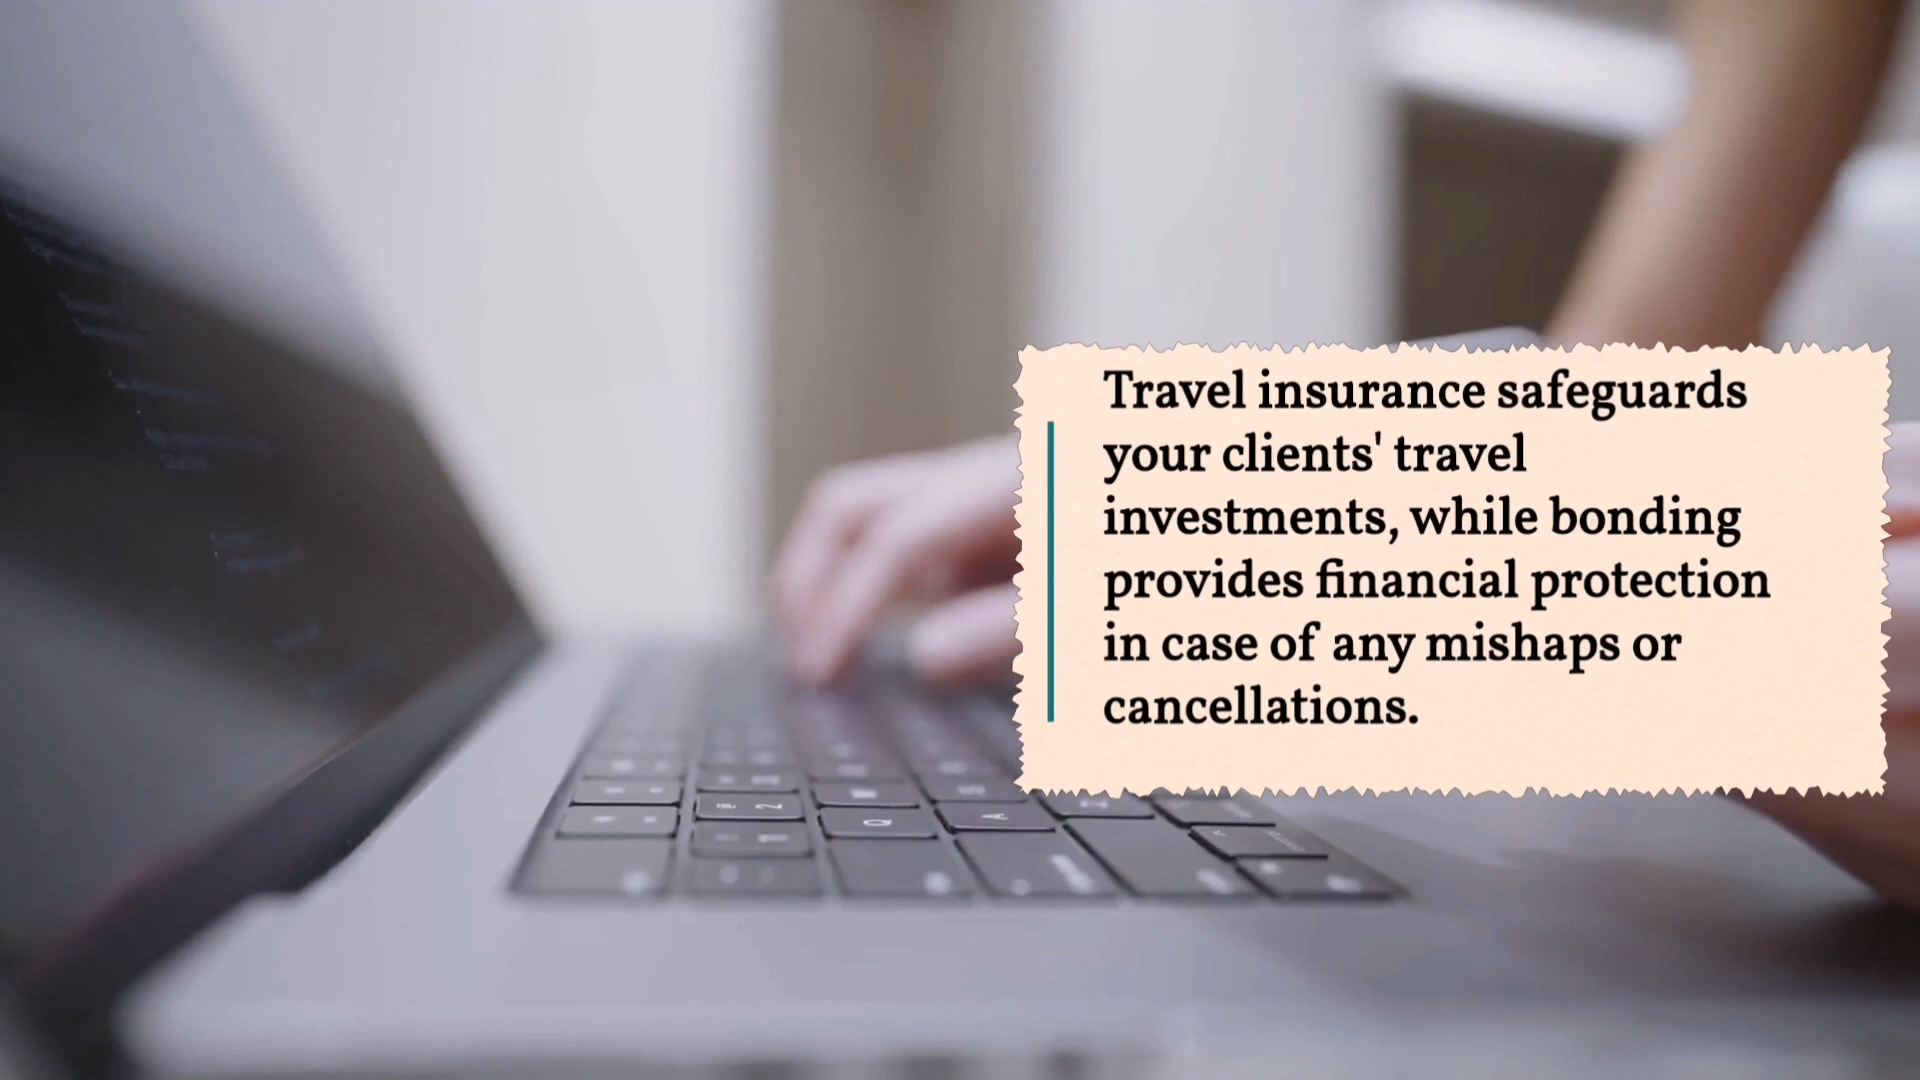 Travel insurance safeguards
your clients' travel
investments, while bonding
provides financial protection
in case of any mishaps or
cancellations.